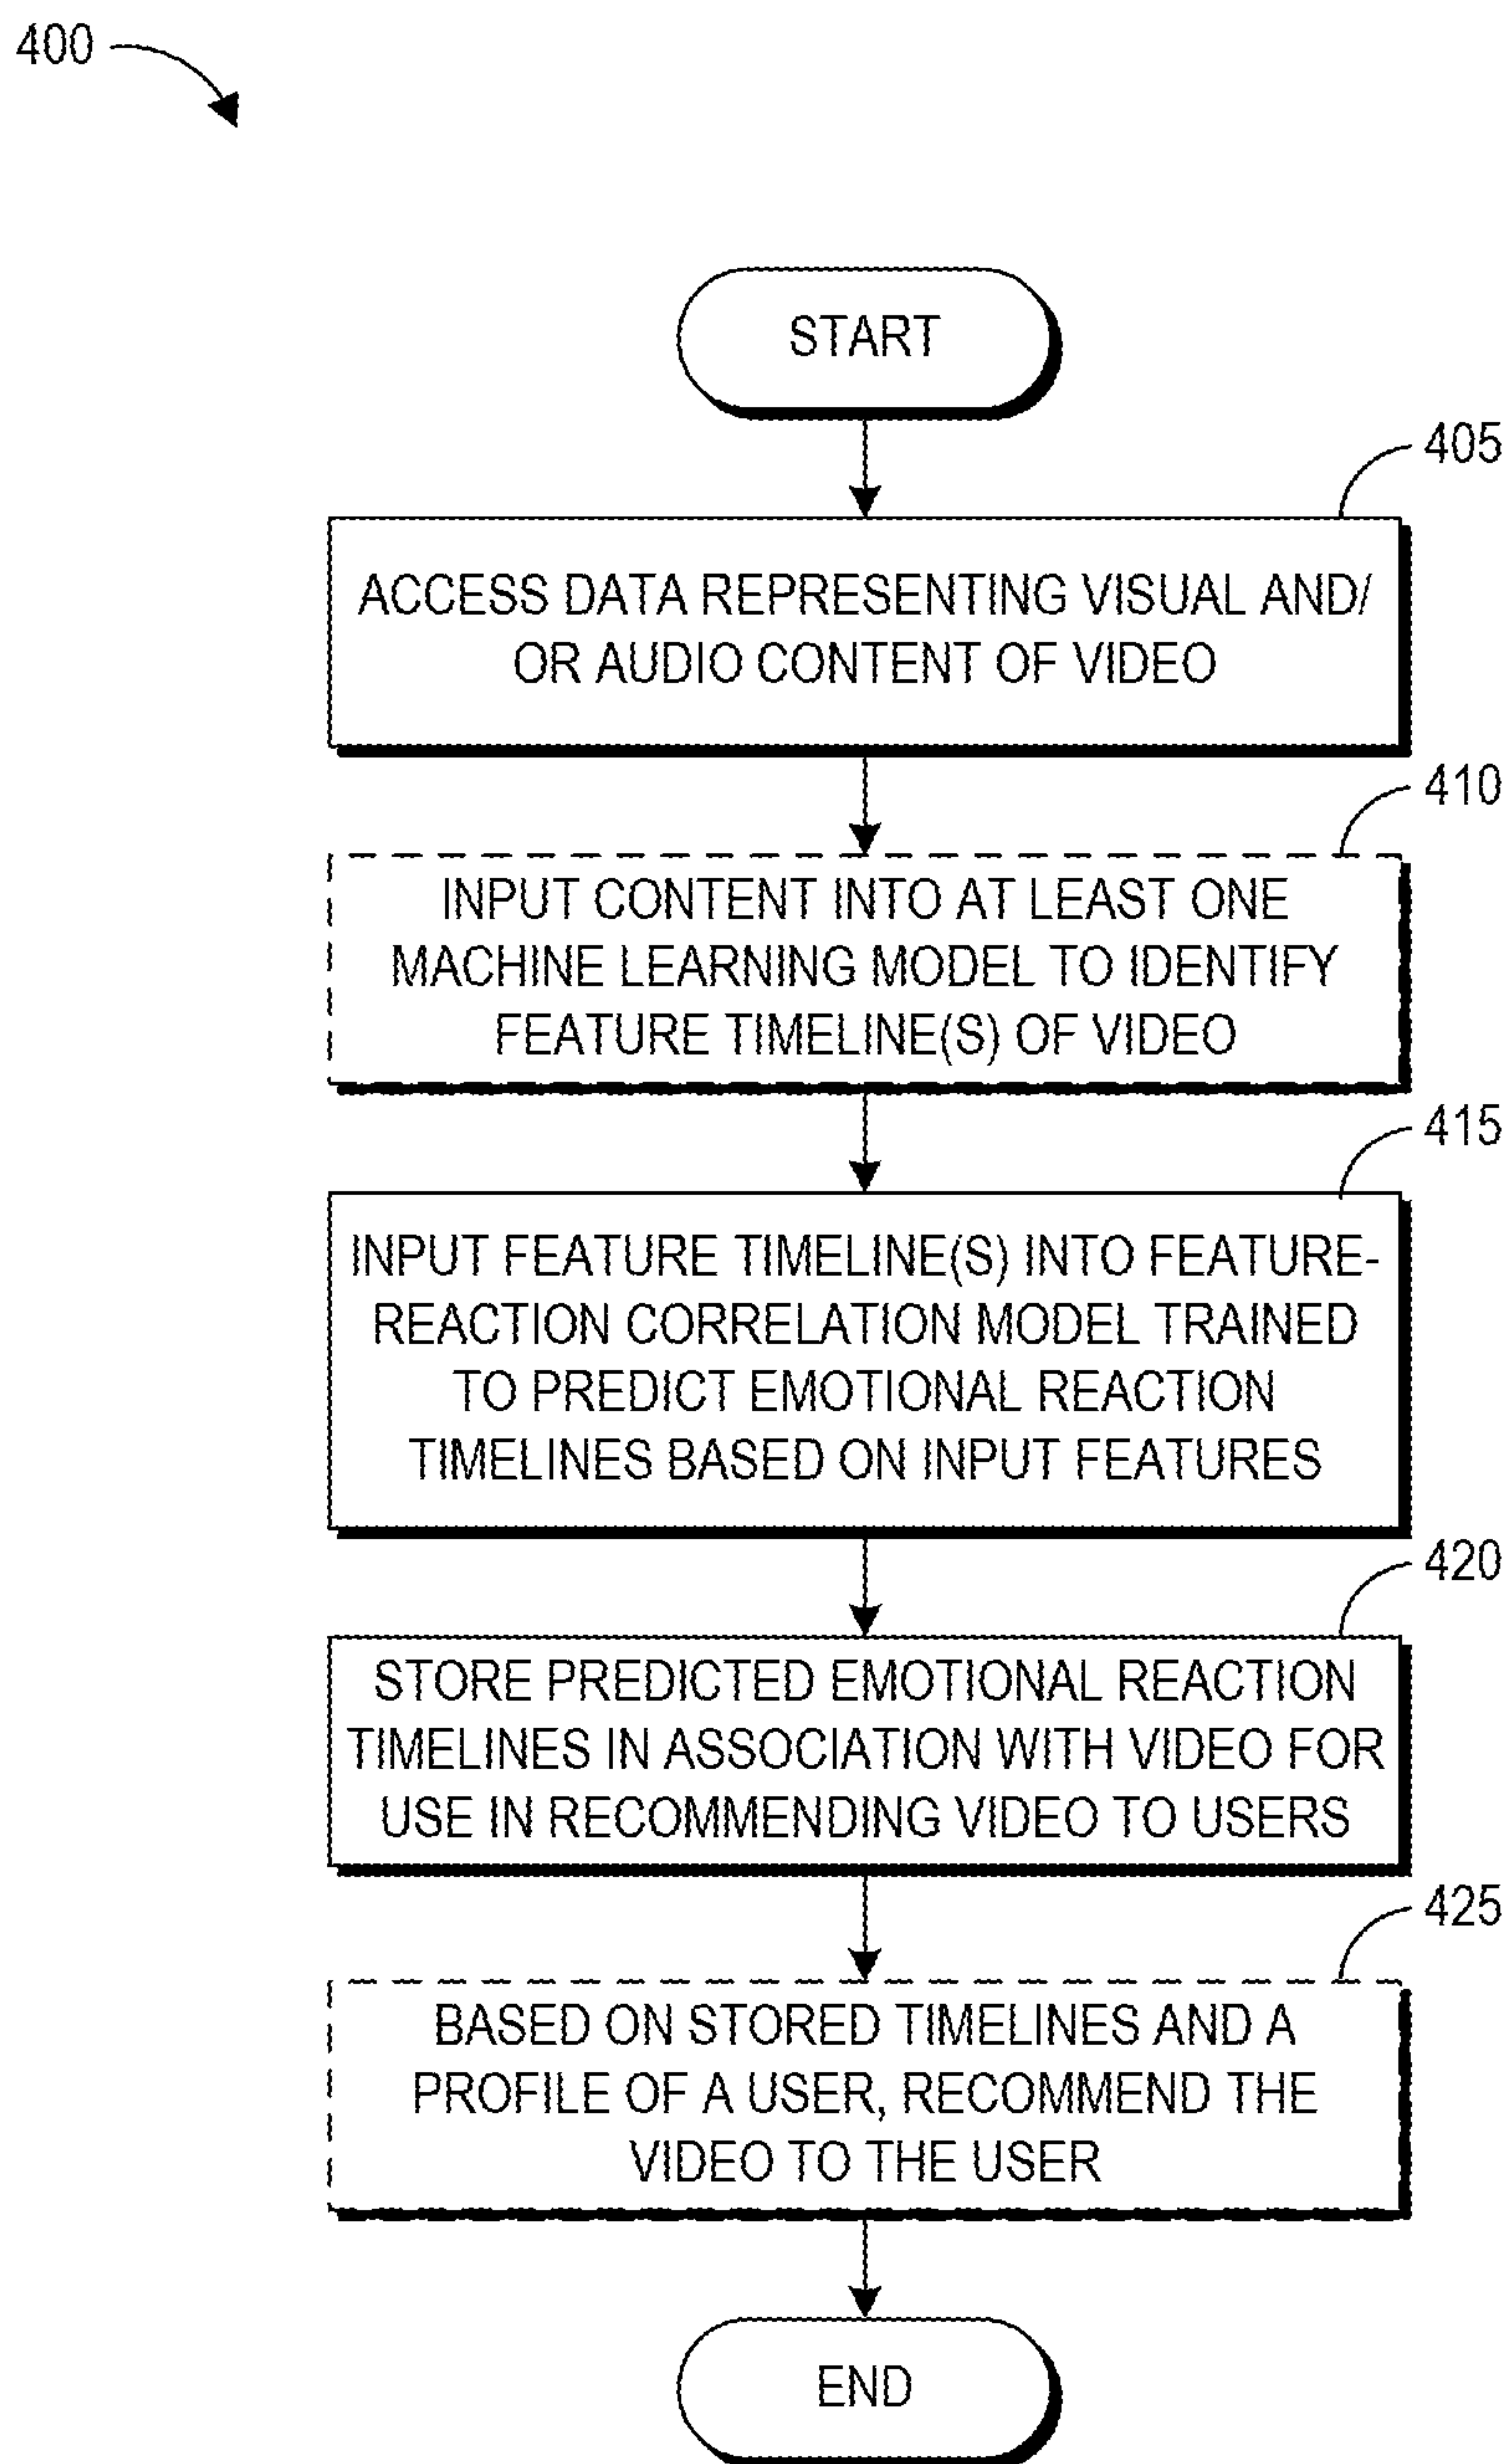 400
START
405
ACCESS DATA REPRESENTING VISUAL AND/
OR AUDIO CONTENT OF VIDEO
410
INPUT CONTENT INTO AT LEAST ONE
MACHINE LEARNING MODEL TO IDENTIFY
FEATURE TIMELINE(S) OF VIDEO
415
INPUT FEATURE TIMELINE(S) INTO FEATURE-
REACTION CORRELATION MODEL TRAINED
TO PREDICT EMOTIONAL REACTION
TIMELINES BASED ON INPUT FEATURES
420
STORE PREDICTED EMOTIONAL REACTION
TIMELINES IN ASSOCIATION WITH VIDEO FOR
USE IN RECOMMENDING VIDEO TO USERS
425
BASED ON STORED TIMELINES AND A
PROFILE OF A USER, RECOMMEND THE
VIDEO TO THE USER
END